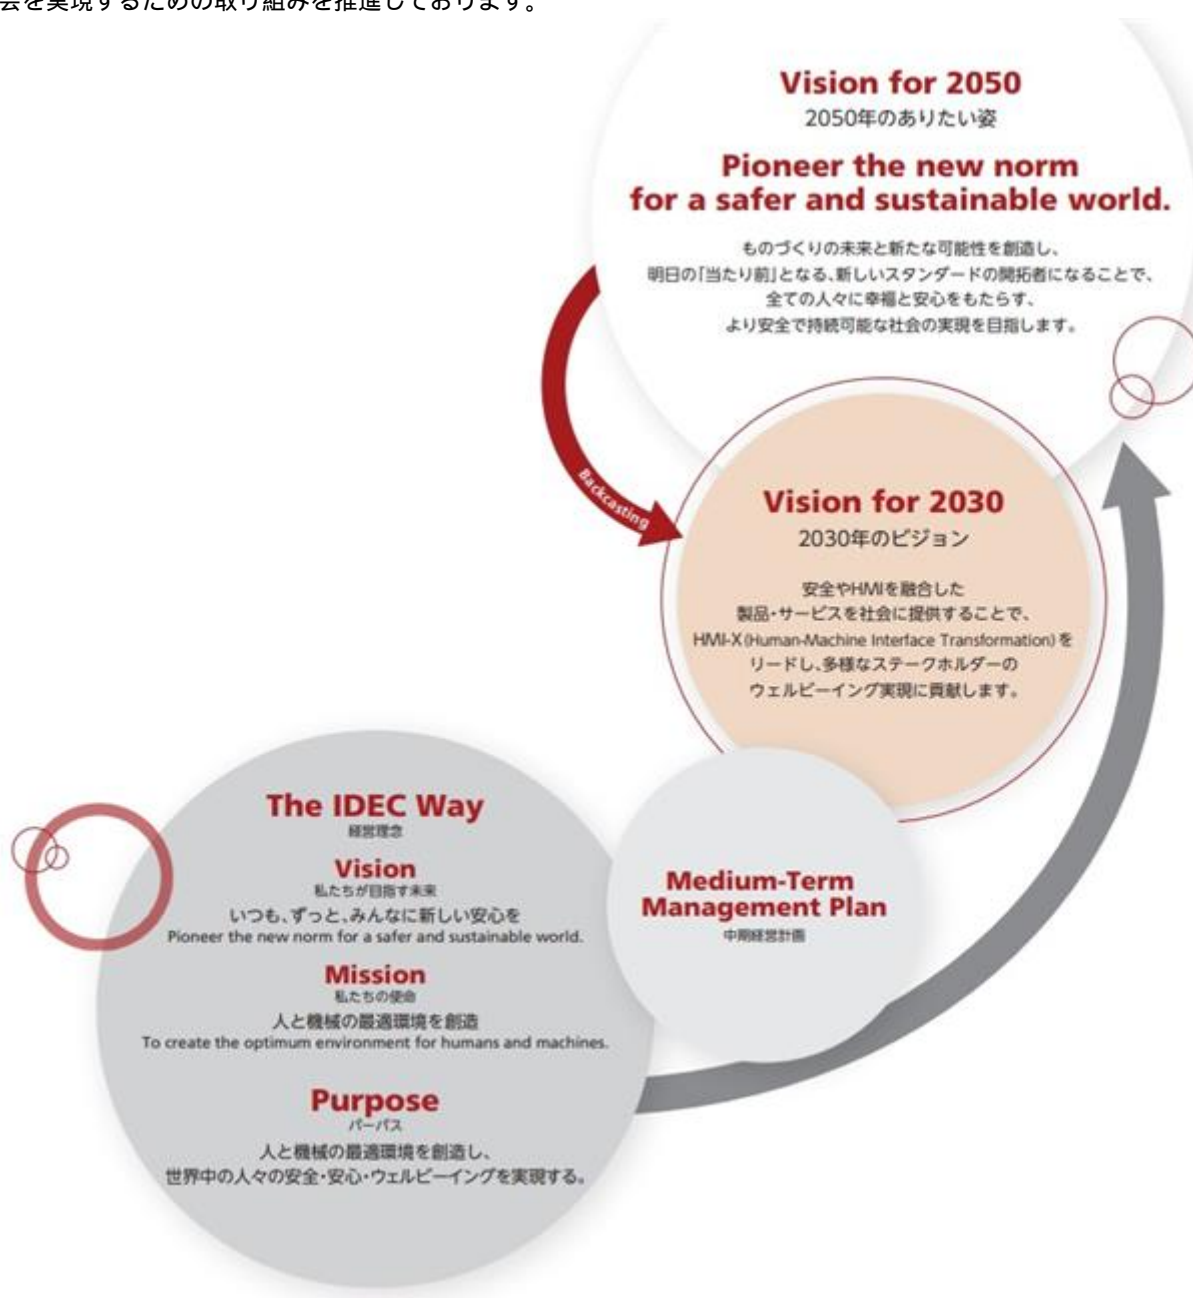 会を実現するための取り組みを推進しております。
Vision for 2050
2050年のありたい姿
Pioneer the new norm
for a safer and sustainable world.
ものづくりの未来と新たな可能性を創造し、
明日の「当たり前」となる、新しいスタンダードの開拓者になることで、
全ての人々に幸福と安心をもたらす、
より安全で持続可能な社会の実現を目指します。
Backcasting
Vision for 2030
2030年のビジョン
安全やHMIを融合した
製品・サービスを社会に提供することで、
HMI-X(Human-Machine Interface Transformation)を
リードし、多様なステークホルダーの
ウェルビーイング実現に貢献します。
The IDEC Way
経営理念
Vision
私たちが目指す未来
いつも、ずっと、みんなに新しい安心を
Pioneer the new norm for a safer and sustainable world.
Mission
私たちの使命
人と機械の最適環境を創造
To create the optimum environment for humans and machines.
Purpose
パーパス
人と機械の最適環境を創造し、
世界中の人々の安全・安心・ウェルビーイングを実現する。
Medium-Term
Management Plan
中期経営計画